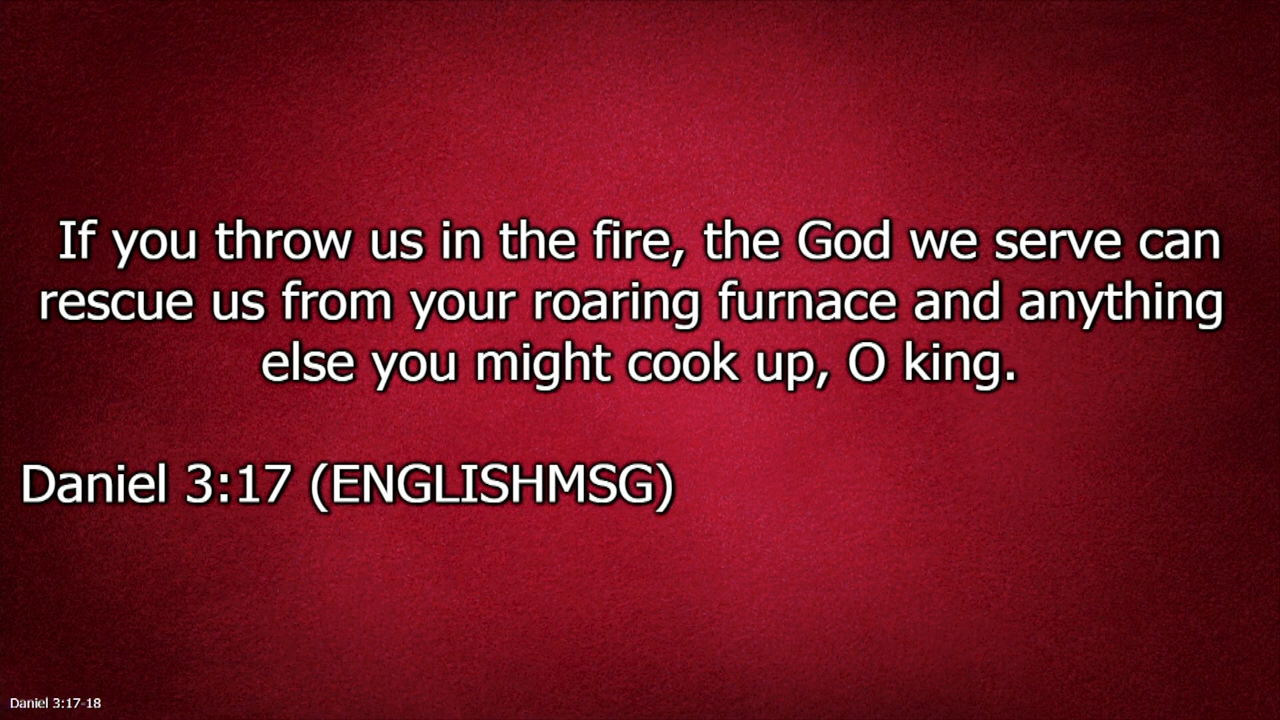 If you throw us in the fire, the God we serve can
rescue us from your roaring furnace and anything
else you might cook up, O king.
Daniel 3:17 (ENGLISHMSG)
Daniel 3:17-18